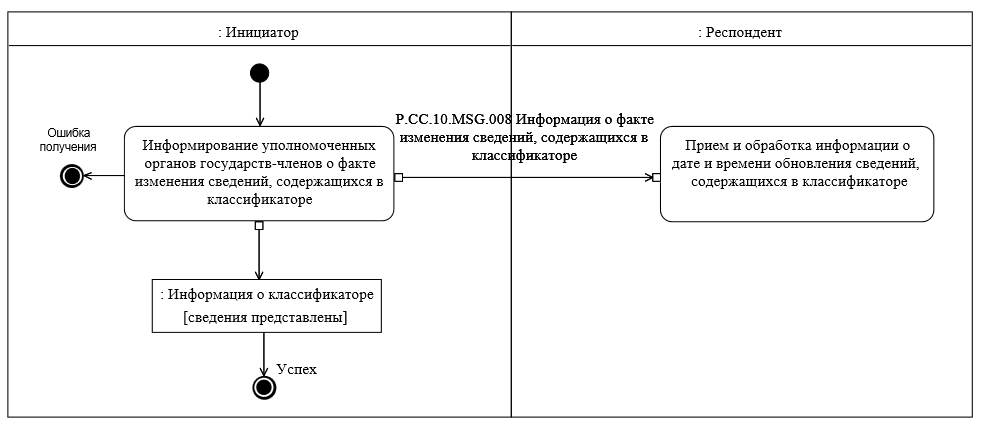 : Инициатор
: Респондент
Ошибка
получения
Информирование уполномоченных
органов государств-членов о факте
изменения сведений, содержащихся в
классификаторе
P.CC.10.MSG.008 Информация о факте
изменения сведений, содержащихся в
классификаторе
Прием и обработка информации о
дате и времени обновления сведений,
содержащихся в классификаторе
: Информация о классификаторе
[сведения представлены]
Успех